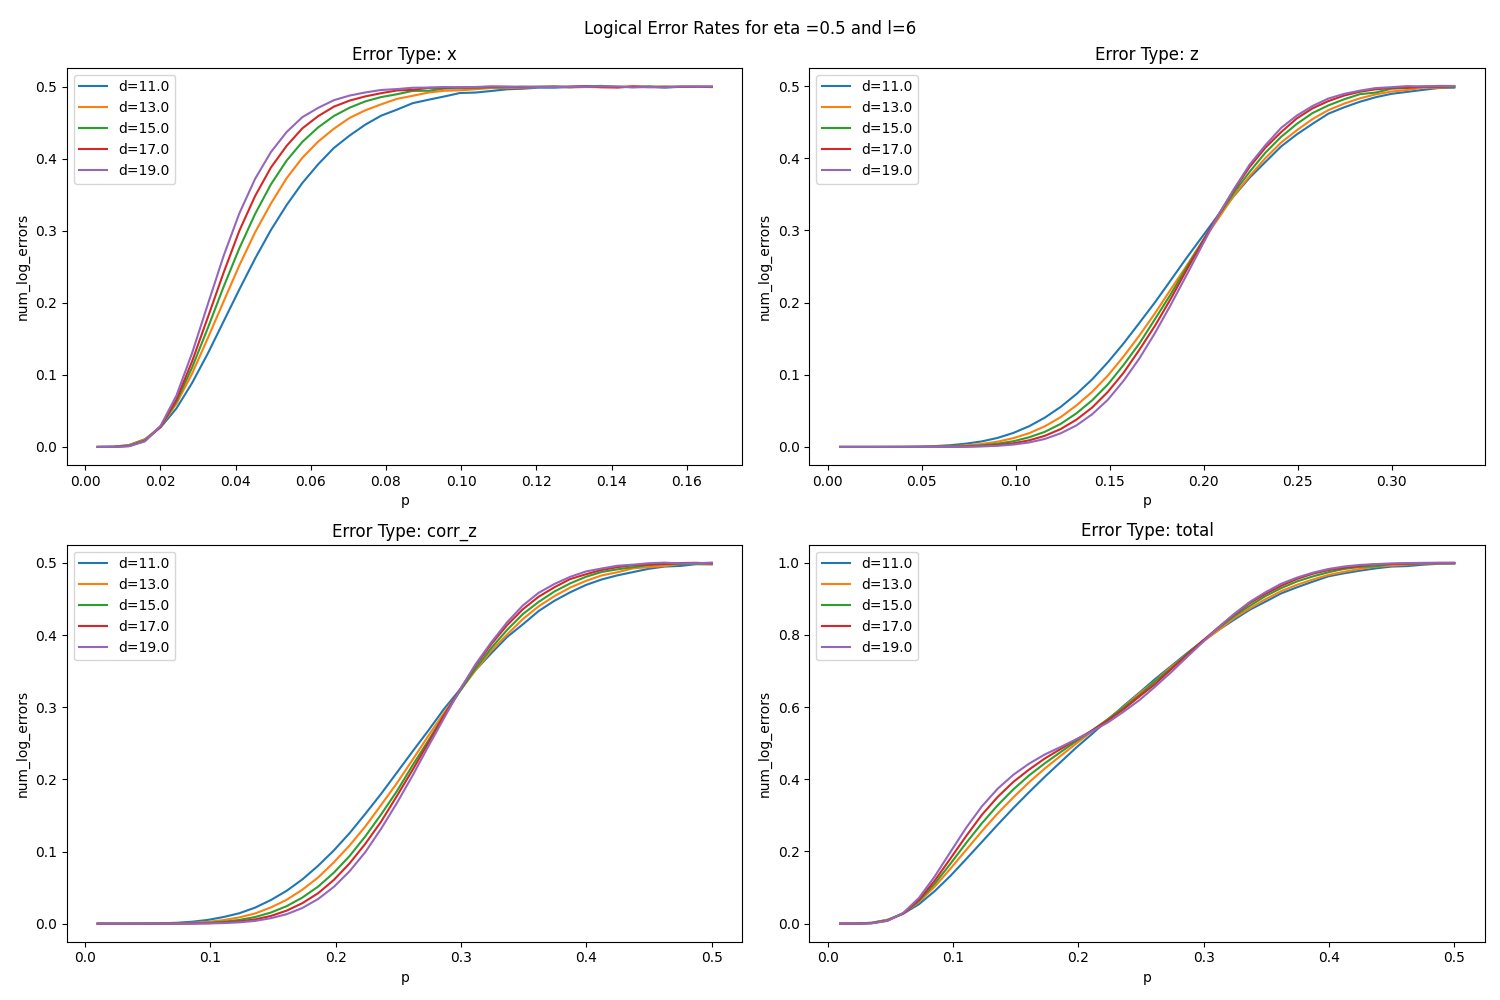 Logical Error Rates for eta =0.5 and l=6
Error Type: x
d=11.0
d=13.0
d=15.0
d=17.0
d=19.0
num_log_errors
0.5
0.4
0.3
0.2
0.1
0.0
0.00 0.02 0.04 0.06 0.08 0.10 0.12 0.14 0.16
p
Error Type: z
d=11.0
d=13.0
d=15.0
d=17.0
d=19.0
num_log_errors
0.5
0.4
0.3
0.2
0.1
0.0
0.00 0.05 0.10 0.15 0.20 0.25 0.30
p
Error Type: corr_z
d=11.0
d=13.0
d=15.0
d=17.0
d=19.0
num_log_errors
0.5
0.4
0.3
0.2
0.1
0.0
0.0 0.1 0.2 0.3 0.4 0.5
p
Error Type: total
d=11.0
d=13.0
d=15.0
d=17.0
d=19.0
num_log_errors
1.0
0.8
0.6
0.4
0.2
0.0
0.0 0.1 0.2 0.3 0.4 0.5
p